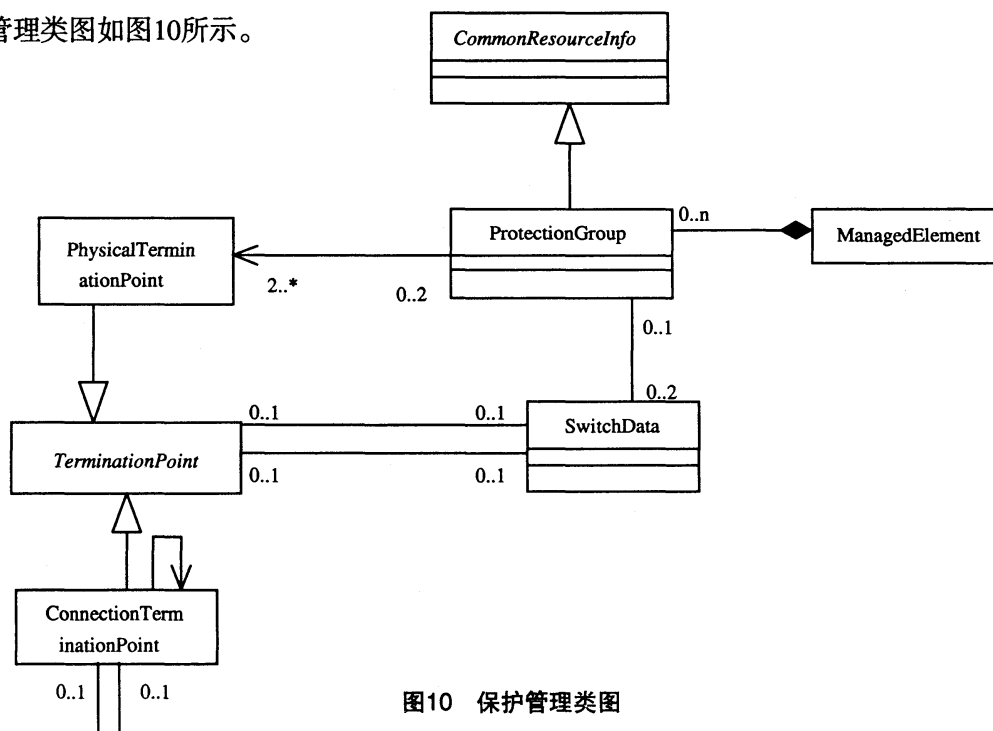 管理类图如图10所示。
CommonResourceInfo
ProtectionGroup
0..n
ManagedElement
PhysicalTermin
ationPoint
2..*
0..2
0..1
0..2
TerminationPoint
0..1
0..1
SwitchData
0..1
0..1
ConnectionTerm
inationPoint
0..1
0..1
图10 保护管理类图